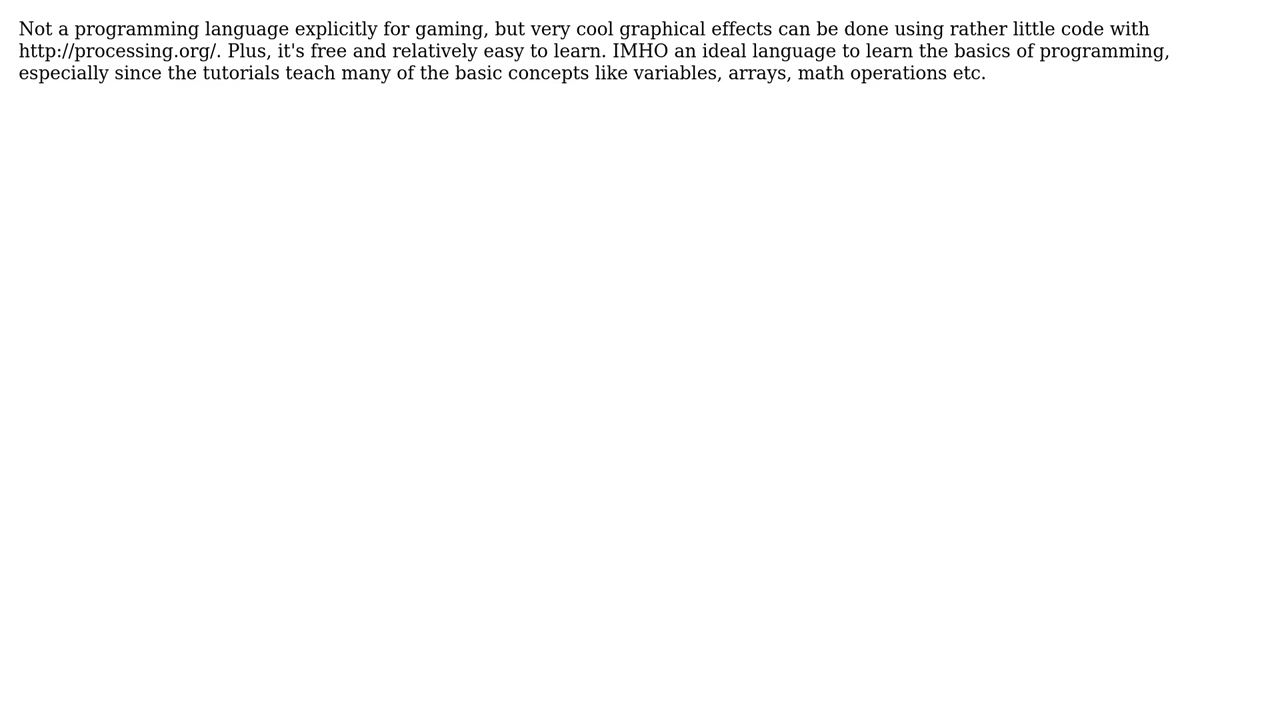 Not a programming language explicitly for gaming, but very cool graphical effects can be done using rather little code with
http://processing.org/. Plus, it's free and relatively easy to learn. IMHO an ideal language to learn the basics of programming,
especially since the tutorials teach many of the basic concepts like variables, arrays, math operations etc.